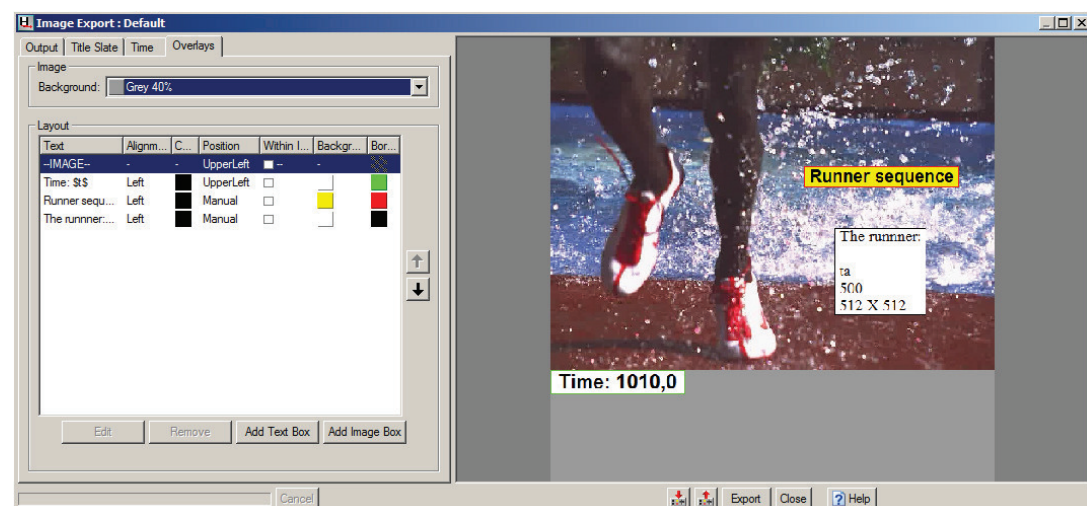 Image Export : Default
Output Title Slate Time Overlays
Image
Background: Grey 40%
Layout
Text Alignm... C... Position Within I... Backgr... Bor...
--IMAGE-- - - UpperLeft -- -
Time: $t$ Left UpperLeft
Runner sequ... Left Manual
The runnner:... Left Manual
Edit Remove Add Text Box Add Image Box
Cancel
Runner sequence
The runnner:
ta
500
512 X 512
Time: 1010,0
Export Close ? Help